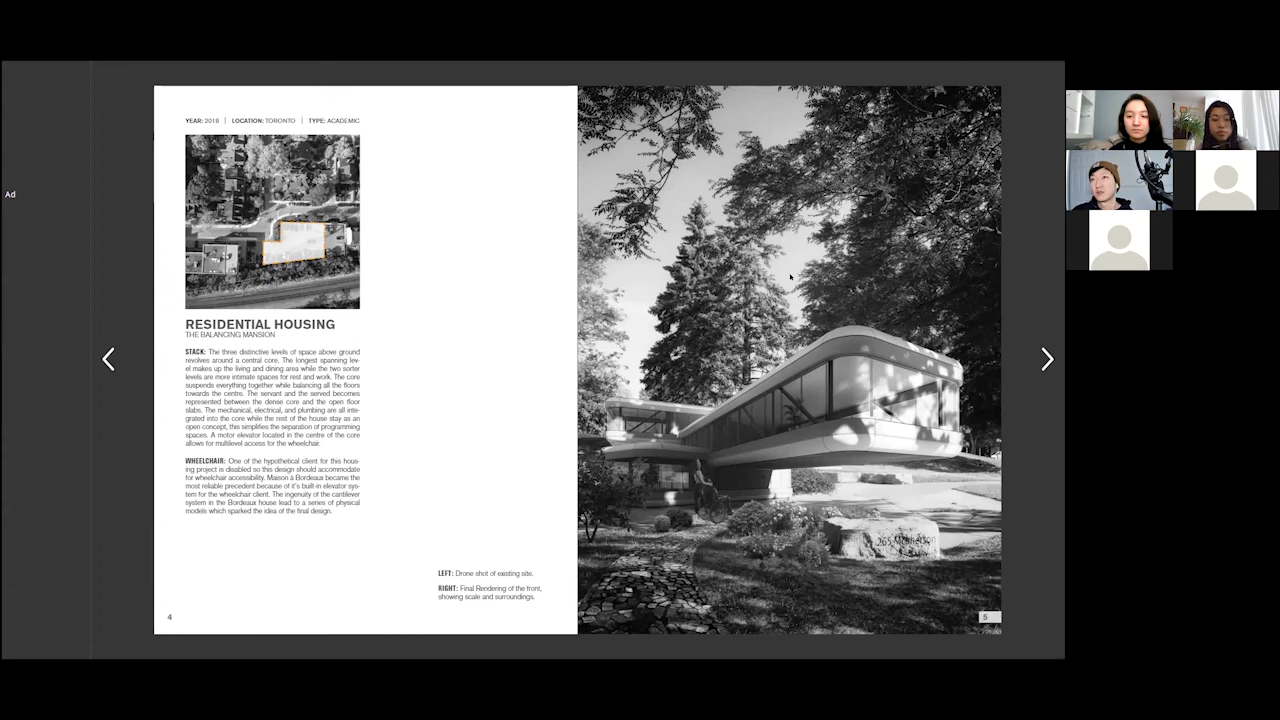 Ad
YEAR: 2018 | LOCATION: TORONTO | TYPE: ACADEMIC
RESIDENTIAL HOUSING
THE BALANCING MANSION
STACK: The three distinctive levels of space above ground
revolves around a central core. The longest spanning lev-
el makes up the living and dining area while the two sorter
levels are more intimate spaces for rest and work. The core
suspends everything together while balancing all the floors
towards the centre. The servant and the served becomes
represented between the dense core and the open floor
slabs. The mechanical, electrical, and plumbing are all inte-
grated into the core while the rest of the house stay as an
open concept, this simplifies the separation of programming
spaces. A motor elevator located in the centre of the core
allows for multilevel access for the wheelchair.
WHEELCHAIR: One of the hypothetical client for this hous-
ing project is disabled so this design should accommodate
for wheelchair accessibility. Maison à Bordeaux became the
most reliable precedent because of it's built-in elevator sys-
tem for the wheelchair client. The ingenuity of the cantilever
system in the Bordeaux house lead to a series of physical
models which sparked the idea of the final design.
LEFT: Drone shot of existing site.
RIGHT: Final Rendering of the front,
showing scale and surroundings.
4
265 McPherson
5